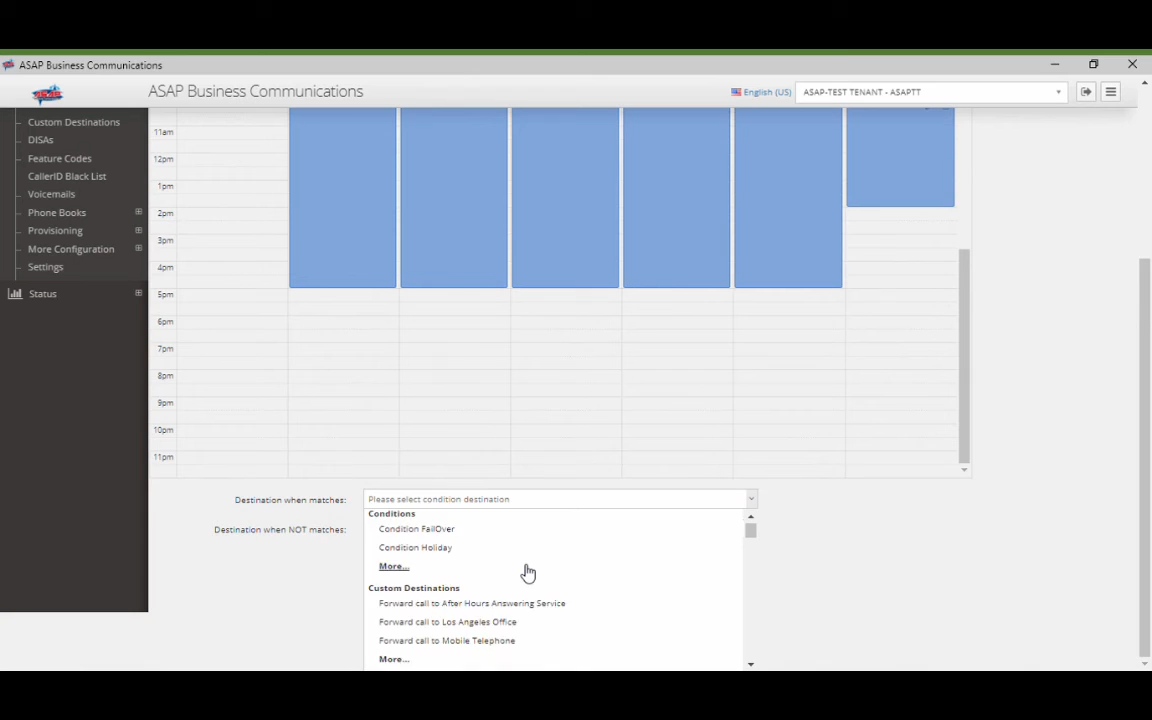 ASAP Business Communications
ASAP
ASAP Business Communications
English (US)
ASAP-TEST TENANT - ASAPTT
Custom Destinations
DISAs
Feature Codes
CallerID Black List
Voicemails
Phone Books
Provisioning
More Configuration
Settings
Status
11am
12pm
1pm
2pm
3pm
4pm
5pm
6pm
7pm
8pm
9pm
10pm
11pm
Destination when matches:
Please select condition destination
Destination when NOT matches:
Conditions
Condition FailOver
Condition Holiday
More...
Custom Destinations
Forward call to After Hours Answering Service
Forward call to Los Angeles Office
Forward call to Mobile Telephone
More...